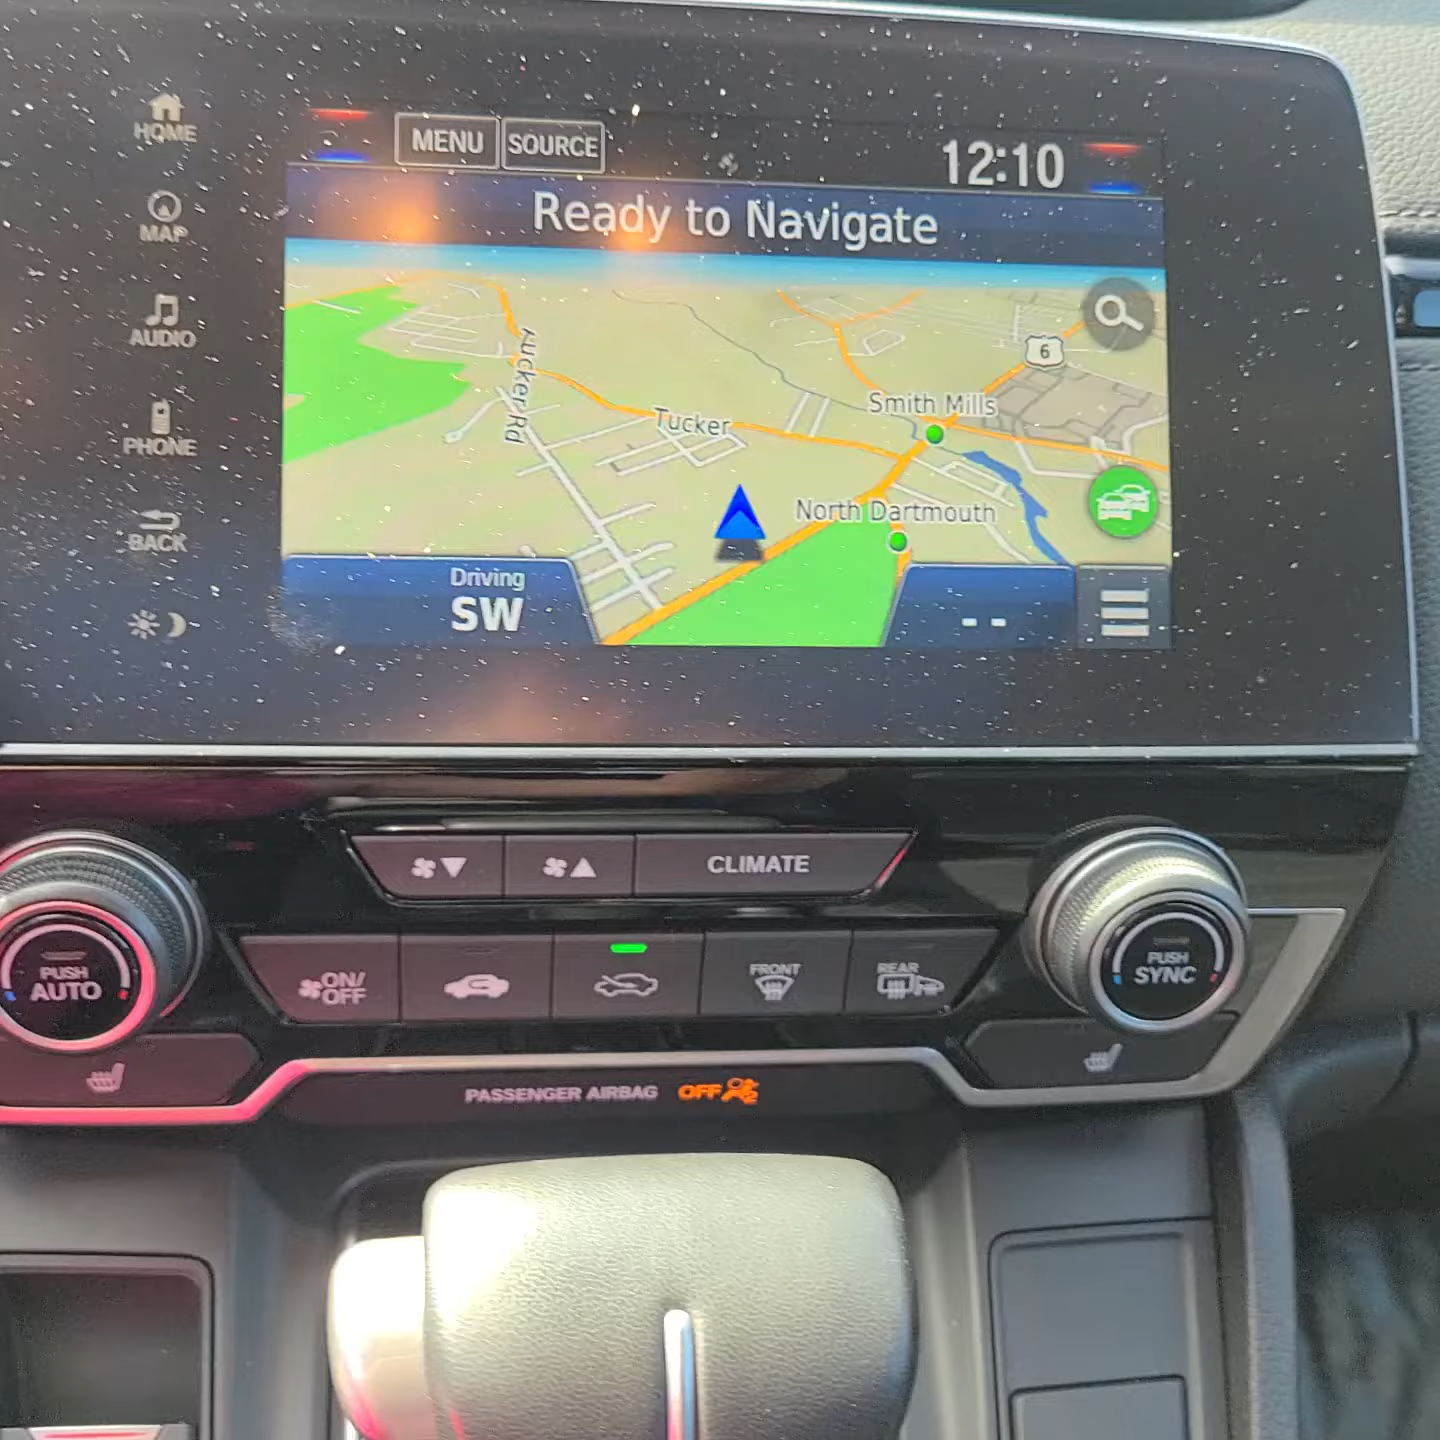 HOME
MAP
AUDIO
PHONE
BACK
MENU SOURCE 12:10
Ready to Navigate
6
Smith Mills
Tucker Rd
Tucker
North Dartmouth
Driving
SW
--
CLIMATE
PUSH
AUTO
ON/
OFF
FRONT
REAR
PUSH
SYNC
PASSENGER AIRBAG OFF